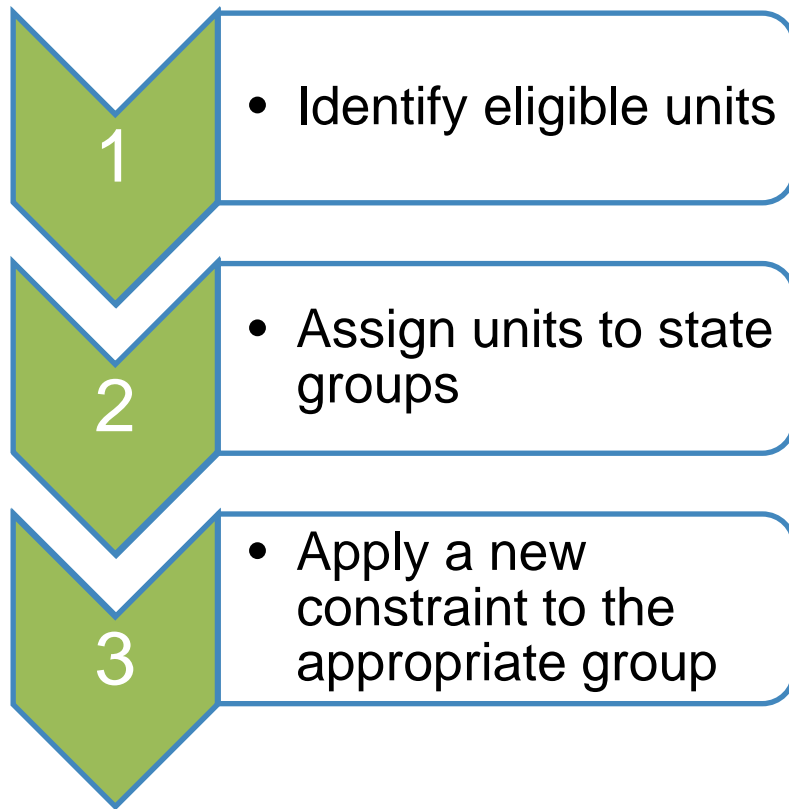 1
• Identify eligible units
2
• Assign units to state
groups
3
• Apply a new
constraint to the
appropriate group